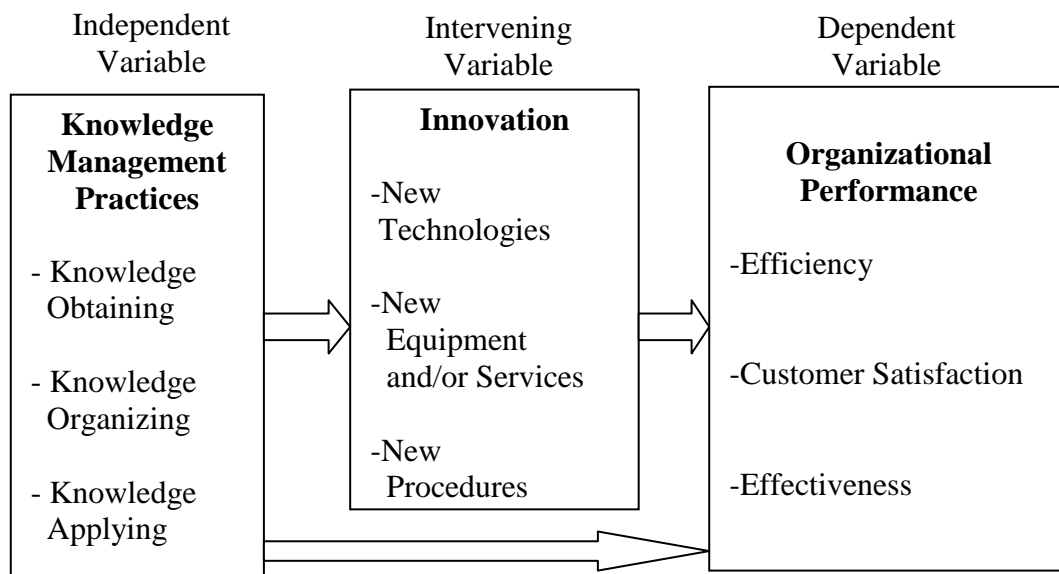 Independent
Variable
Knowledge
Management
Practices
- Knowledge
Obtaining
- Knowledge
Organizing
- Knowledge
Applying
Intervening
Variable
Innovation
-New
Technologies
-New
Equipment
and/or Services
-New
Procedures
Dependent
Variable
Organizational
Performance
-Efficiency
-Customer Satisfaction
-Effectiveness